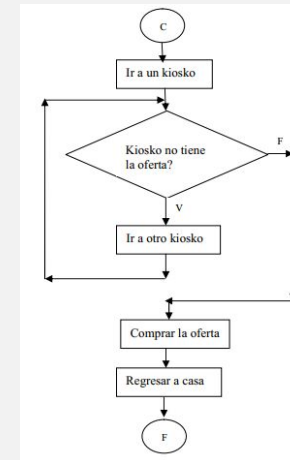 C
Ir a un kiosko
Kiosko no tiene
la oferta?
F
V
Ir a otro kiosko
Comprar la oferta
Regresar a casa
F